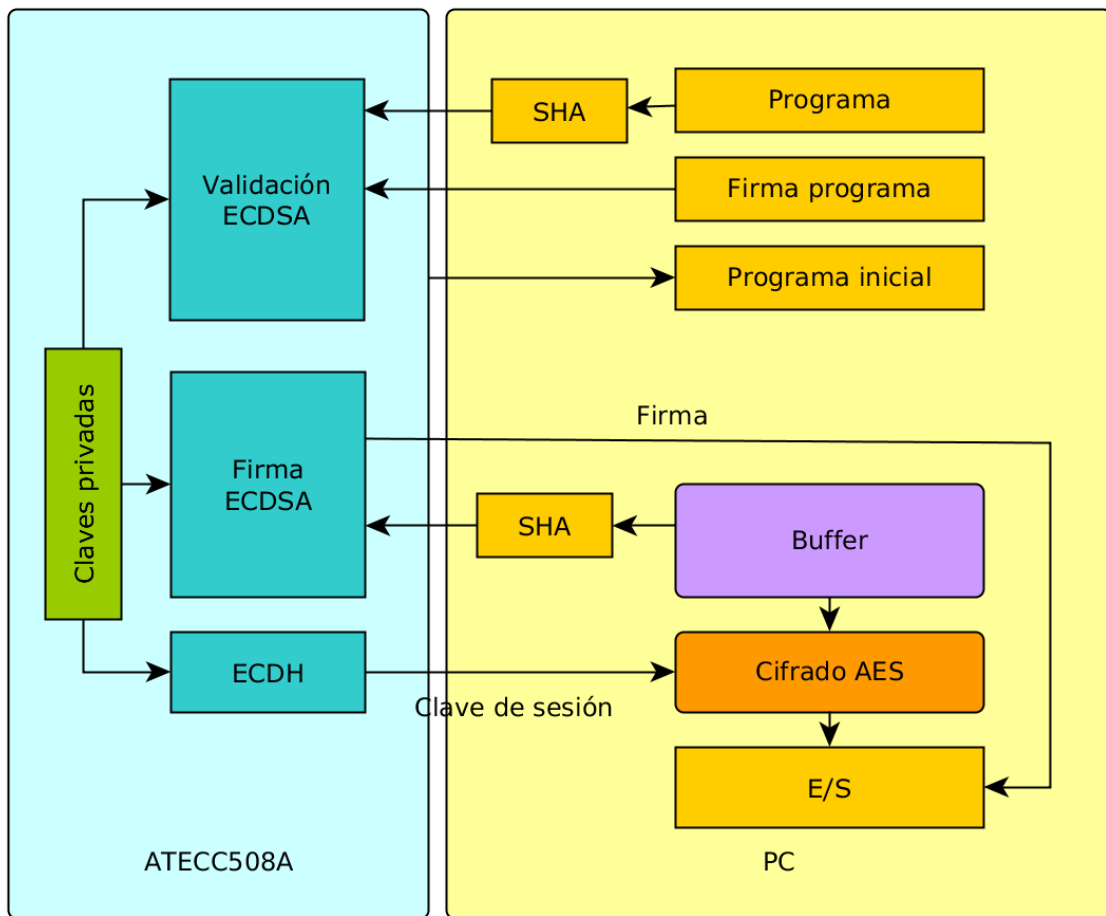 Programa
SHA
Validación
ECDSA
Firma programa
Programa inicial
Claves privadas
Firma
Firma
ECDSA
SHA
Buffer
ECDH
Cifrado AES
Clave de sesión
E/S
ATECC508A
PC